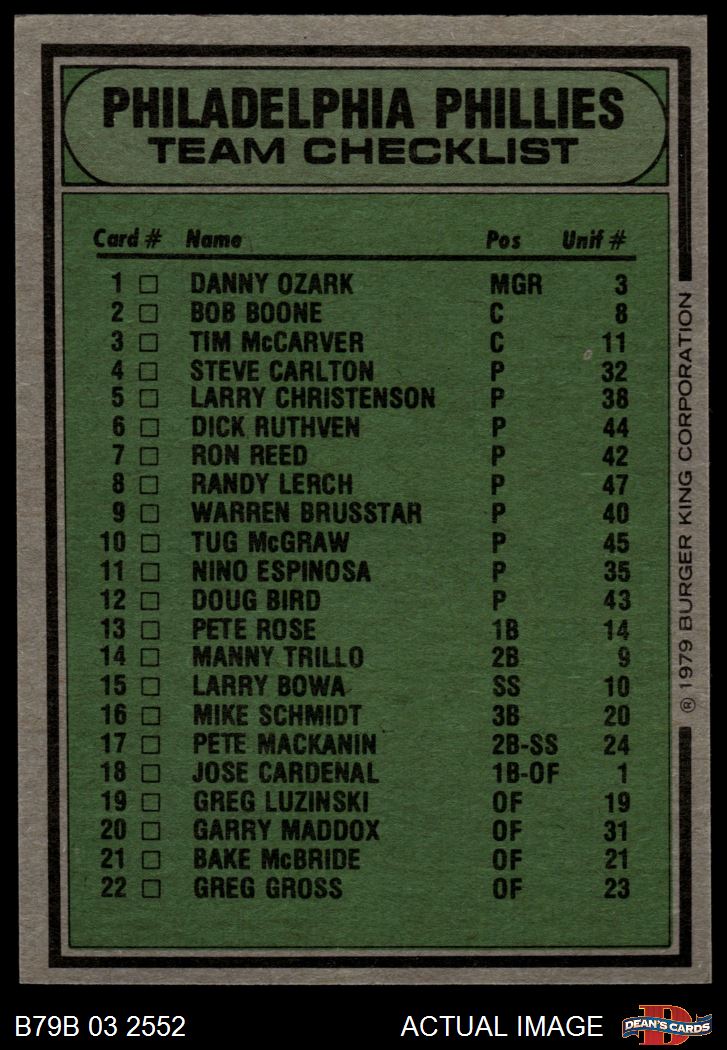 PHILADELPHIA PHILLIES
TEAM CHECKLIST
Card # Name Pos Unif #
1 □ DANNY OZARK MGR 3
2 □ BOB BOONE C 8
3 □ TIM McCARVER C 11
4 □ STEVE CARLTON P 32
5 □ LARRY CHRISTENSON P 38
6 □ DICK RUTHVEN P 44
7 □ RON REED P 42
8 □ RANDY LERCH P 47
9 □ WARREN BRUSSTAR P 40
10 □ TUG McGRAW P 45
11 □ NINO ESPINOSA P 35
12 □ DOUG BIRD P 43
13 □ PETE ROSE 1B 14
14 □ MANNY TRILLO 2B 9
15 □ LARRY BOWA SS 10
16 □ MIKE SCHMIDT 3B 20
17 □ PETE MACKANIN 2B-SS 24
18 □ JOSE CARDENAL 1B-OF 1
19 □ GREG LUZINSKI OF 19
20 □ GARRY MADDOX OF 31
21 □ BAKE McBRIDE OF 21
22 □ GREG GROSS OF 23
® 1979 BURGER KING CORPORATION
B79B 03 2552 ACTUAL IMAGE
D
DEAN'S CARDS